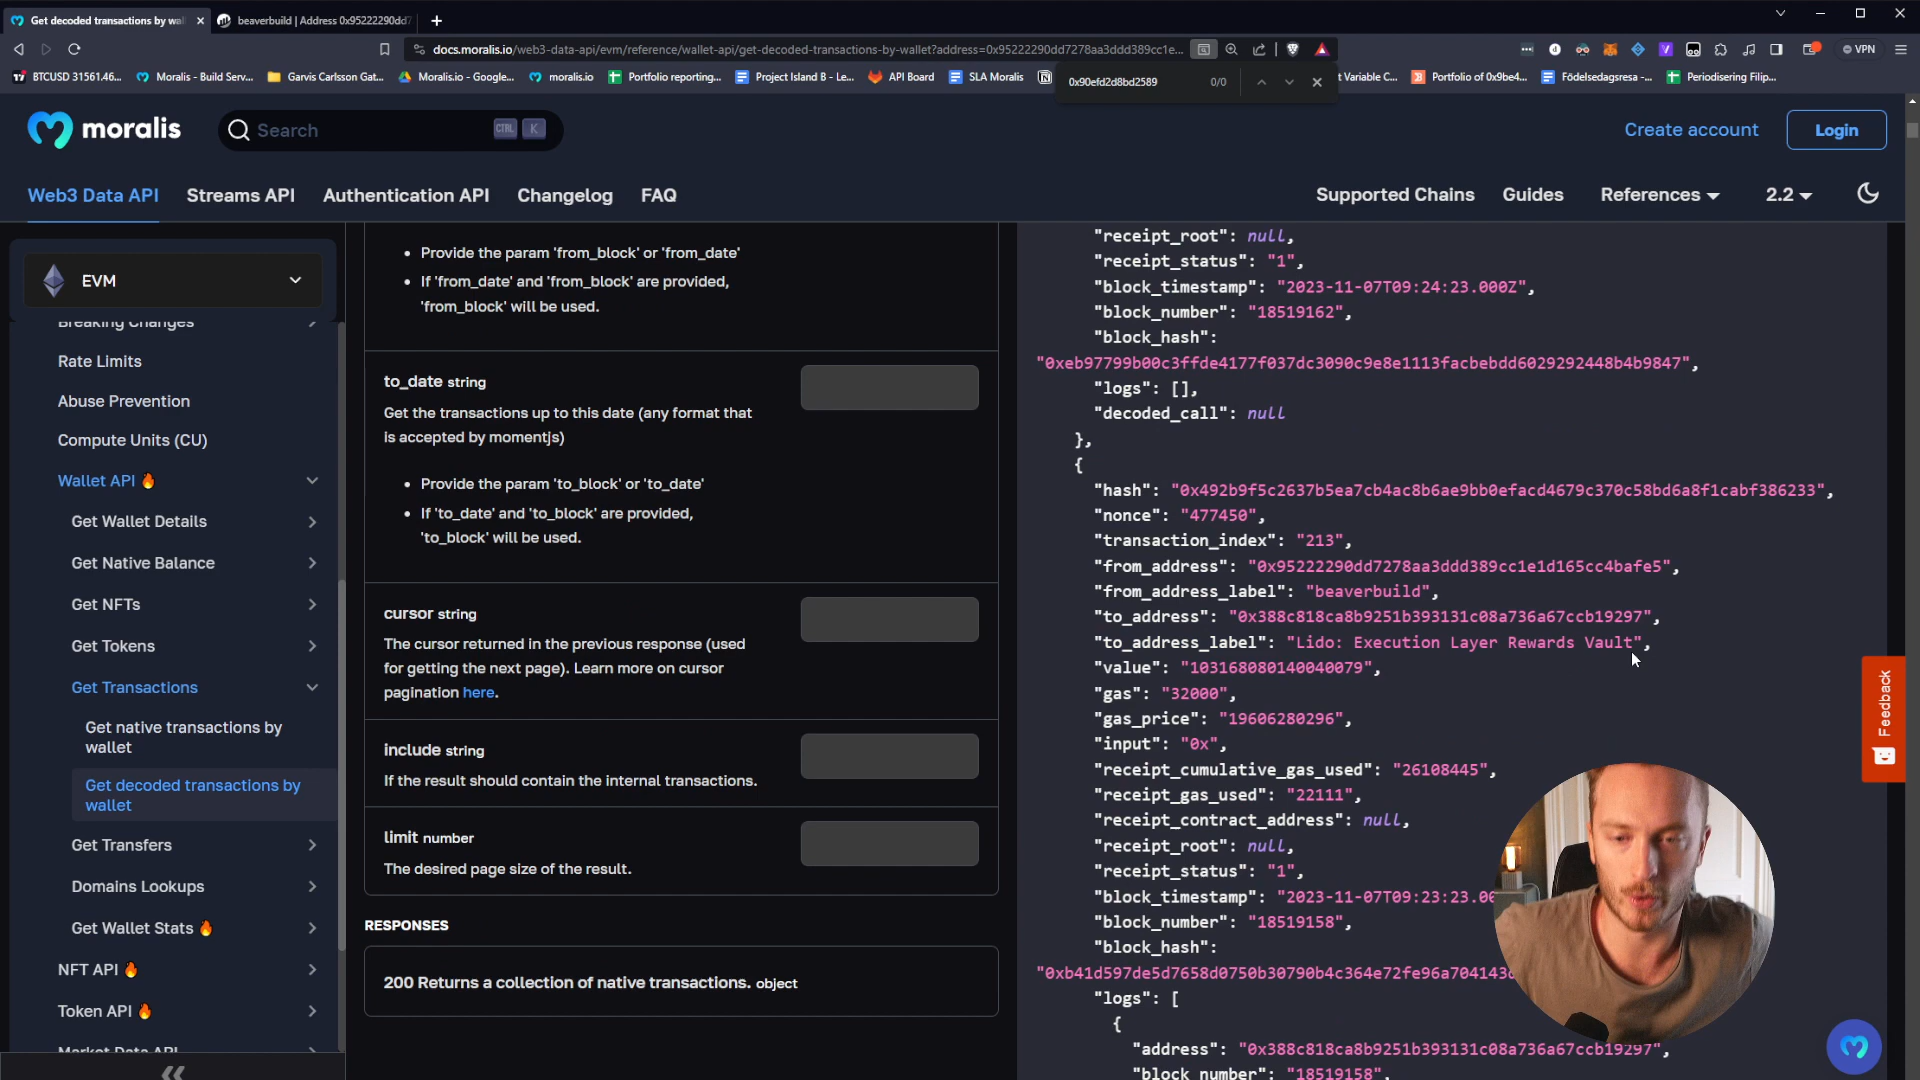 Get decoded transactions by wal
beaverbuild | Address 0x95222290dd7
docs.moralis.io/web3-data-api/evm/reference/wallet-api/get-decoded-transactions-by-wallet?address=0x95222290dd7278aa3ddd389cc1e...
VPN
BTCUSD 31561.46...
Moralis - Build Serv...
Garvis Carlsson Gat...
Moralis.io - Google...
moralis.io
Portfolio reporting...
Project Island B - Le...
API Board
SLA Moralis
t Variable C...
Portfolio of 0x9be4...
Födelsedagsresa -...
Periodisering Filip...
0x90efd2d8bd2589
0/0
moralis
Search
CTRL K
Create account
Login
Web3 Data API
Streams API
Authentication API
Changelog
FAQ
Supported Chains
Guides
References
2.2
EVM
Breaking Changes
Rate Limits
Abuse Prevention
Compute Units (CU)
Wallet API
Get Wallet Details
Get Native Balance
Get NFTs
Get Tokens
Get Transactions
Get native transactions by
wallet
Get decoded transactions by
wallet
Get Transfers
Domains Lookups
Get Wallet Stats
NFT API
Token API
Market Data API
• Provide the param 'from_block' or 'from_date'
• If 'from_date' and 'from_block' are provided,
'from_block' will be used.
to_date string
Get the transactions up to this date (any format that
is accepted by momentjs)
• Provide the param 'to_block' or 'to_date'
• If 'to_date' and 'to_block' are provided,
'to_block' will be used.
cursor string
The cursor returned in the previous response (used
for getting the next page). Learn more on cursor
pagination here.
include string
If the result should contain the internal transactions.
limit number
The desired page size of the result.
RESPONSES
200 Returns a collection of native transactions. object
"receipt_root": null,
"receipt_status": "1",
"block_timestamp": "2023-11-07T09:24:23.000Z",
"block_number": "18519162",
"block_hash":
"0xeb97799b00c3ffde4177f037dc3090c9e8e1113facbebdd6029292448b4b9847",
"logs": [],
"decoded_call": null
},
{
"hash": "0x492b9f5c2637b5ea7cb4ac8b6ae9bb0efacd4679c370c58bd6a8f1cabf386233",
"nonce": "477450",
"transaction_index": "213",
"from_address": "0x95222290dd7278aa3ddd389cc1e1d165cc4bafe5",
"from_address_label": "beaverbuild",
"to_address": "0x388c818ca8b9251b393131c08a736a67ccb19297",
"to_address_label": "Lido: Execution Layer Rewards Vault",
"value": "103168080140040079",
"gas": "32000",
"gas_price": "19606280296",
"input": "0x",
"receipt_cumulative_gas_used": "26108445",
"receipt_gas_used": "22111",
"receipt_contract_address": null,
"receipt_root": null,
"receipt_status": "1",
"block_timestamp": "2023-11-07T09:23:23.00
"block_number": "18519158",
"block_hash":
"0xb41d597de5d7658d0750b30790b4c364e72fe96a704143
"logs": [
{
"address": "0x388c818ca8b9251b393131c08a736a67ccb19297",
"block_number": "18519158",
Feedback